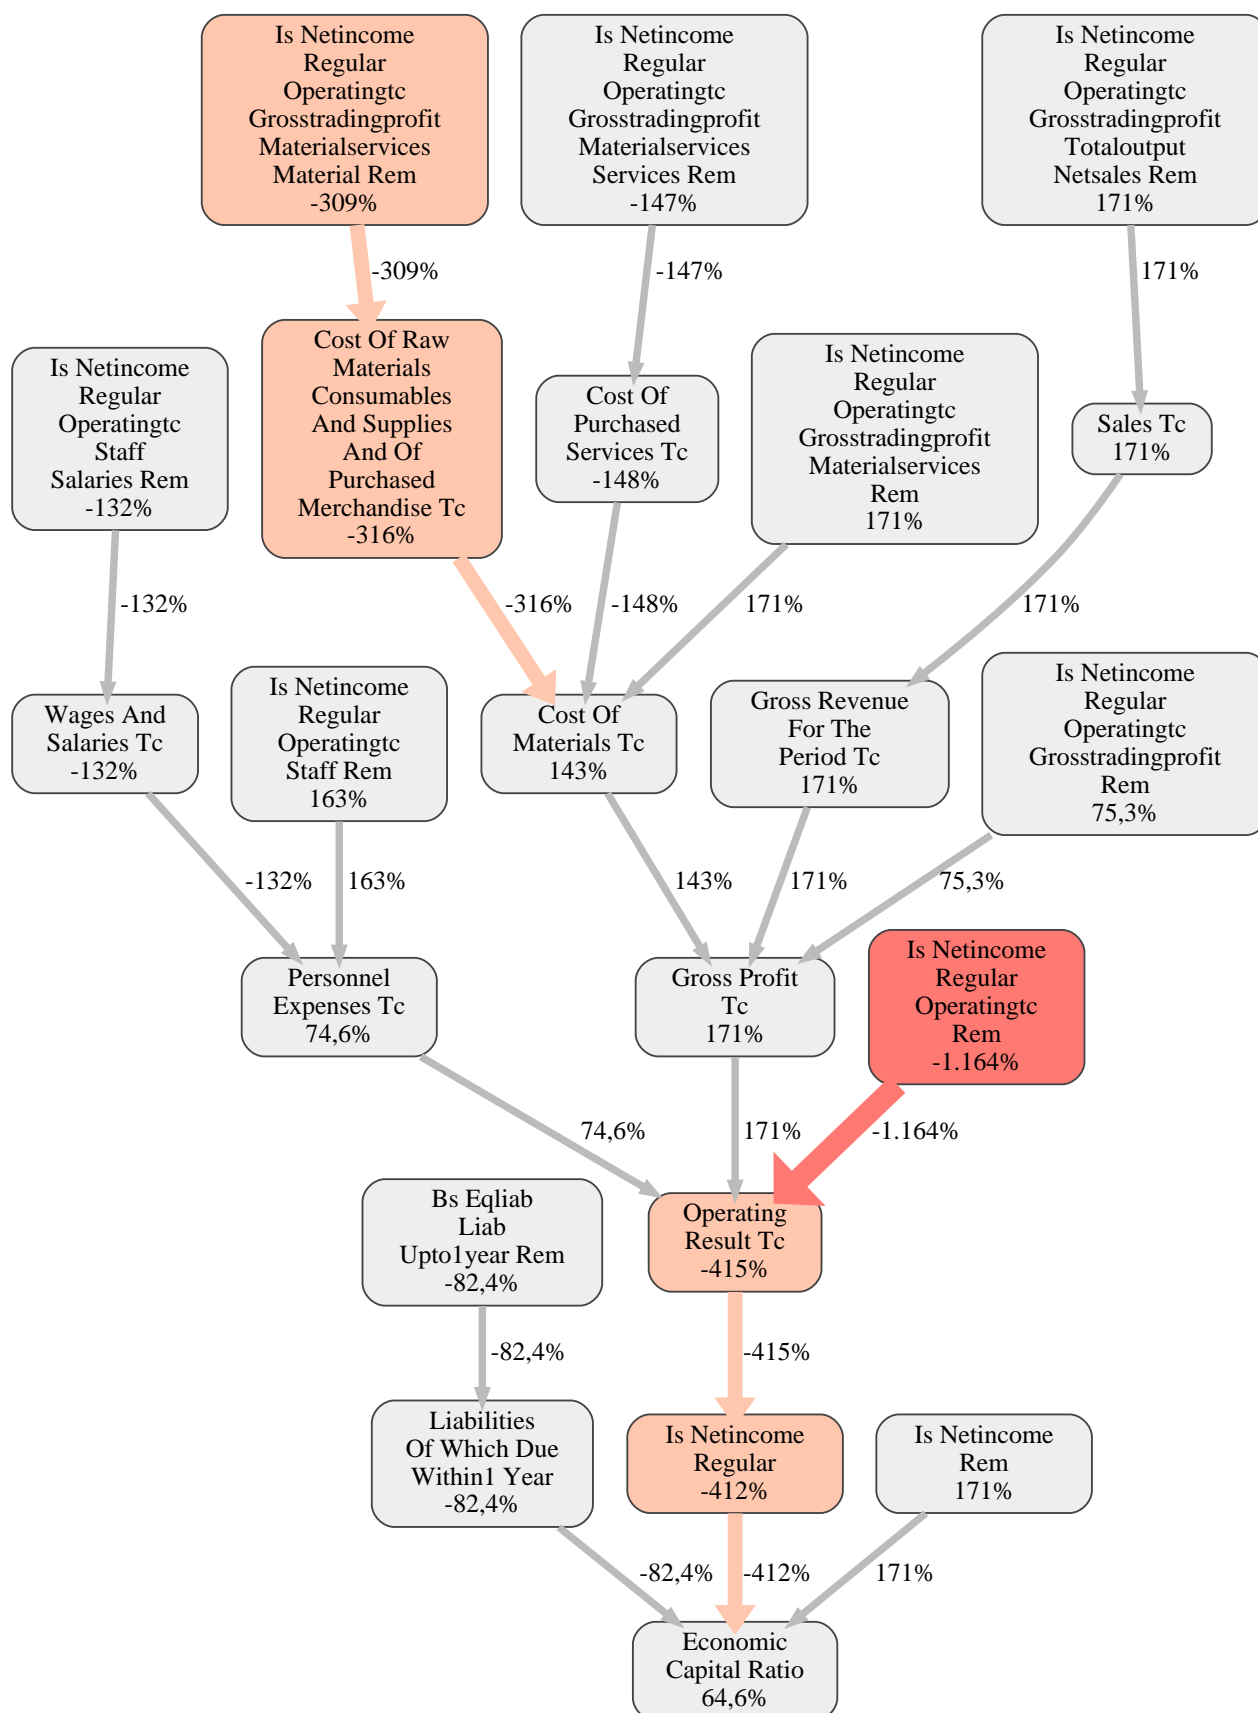 Is Netincome
Regular
Operatingtc
Grosstradingprofit
Materialservices
Material Rem
-309%
Is Netincome
Regular
Operatingtc
Grosstradingprofit
Materialservices
Services Rem
-147%
Is Netincome
Regular
Operatingtc
Grosstradingprofit
Totaloutput
Netsales Rem
171%
-309%
-147%
171%
Is Netincome
Regular
Operatingtc
Staff
Salaries Rem
-132%
Cost Of Raw
Materials
Consumables
And Supplies
And Of
Purchased
Merchandise Tc
-316%
Cost Of
Purchased
Services Tc
-148%
Is Netincome
Regular
Operatingtc
Grosstradingprofit
Materialservices
Rem
171%
Sales Tc
171%
-132%
-316%
-148%
171%
171%
Wages And
Salaries Tc
-132%
Is Netincome
Regular
Operatingtc
Staff Rem
163%
Cost Of
Materials Tc
143%
Gross Revenue
For The
Period Tc
171%
Is Netincome
Regular
Operatingtc
Grosstradingprofit
Rem
75,3%
-132%
163%
143%
171%
75,3%
Personnel
Expenses Tc
74,6%
Gross Profit
Tc
171%
Is Netincome
Regular
Operatingtc
Rem
-1.164%
74,6%
171%
-1.164%
Bs Eqliab
Liab
Upto1year Rem
-82,4%
Operating
Result Tc
-415%
-82,4%
-415%
Liabilities
Of Which Due
Within1 Year
-82,4%
Is Netincome
Regular
-412%
Is Netincome
Rem
171%
-82,4%
-412%
171%
Economic
Capital Ratio
64,6%